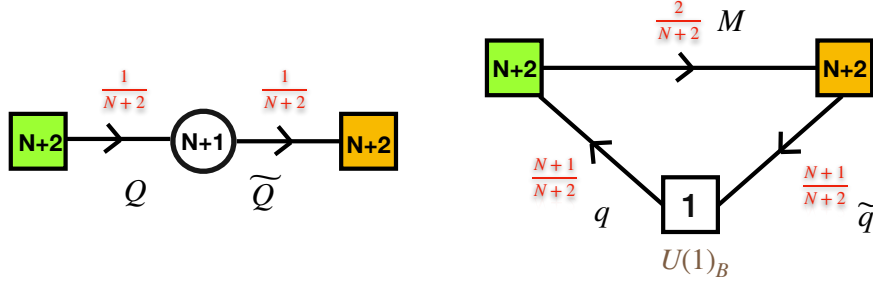 1/(N+2)
1/(N+2)
N+2
N+1
N+2
Q
Q̃
2/(N+2) M
N+2
N+2
(N+1)/(N+2)
(N+1)/(N+2)
q
1
q̃
U(1)_B